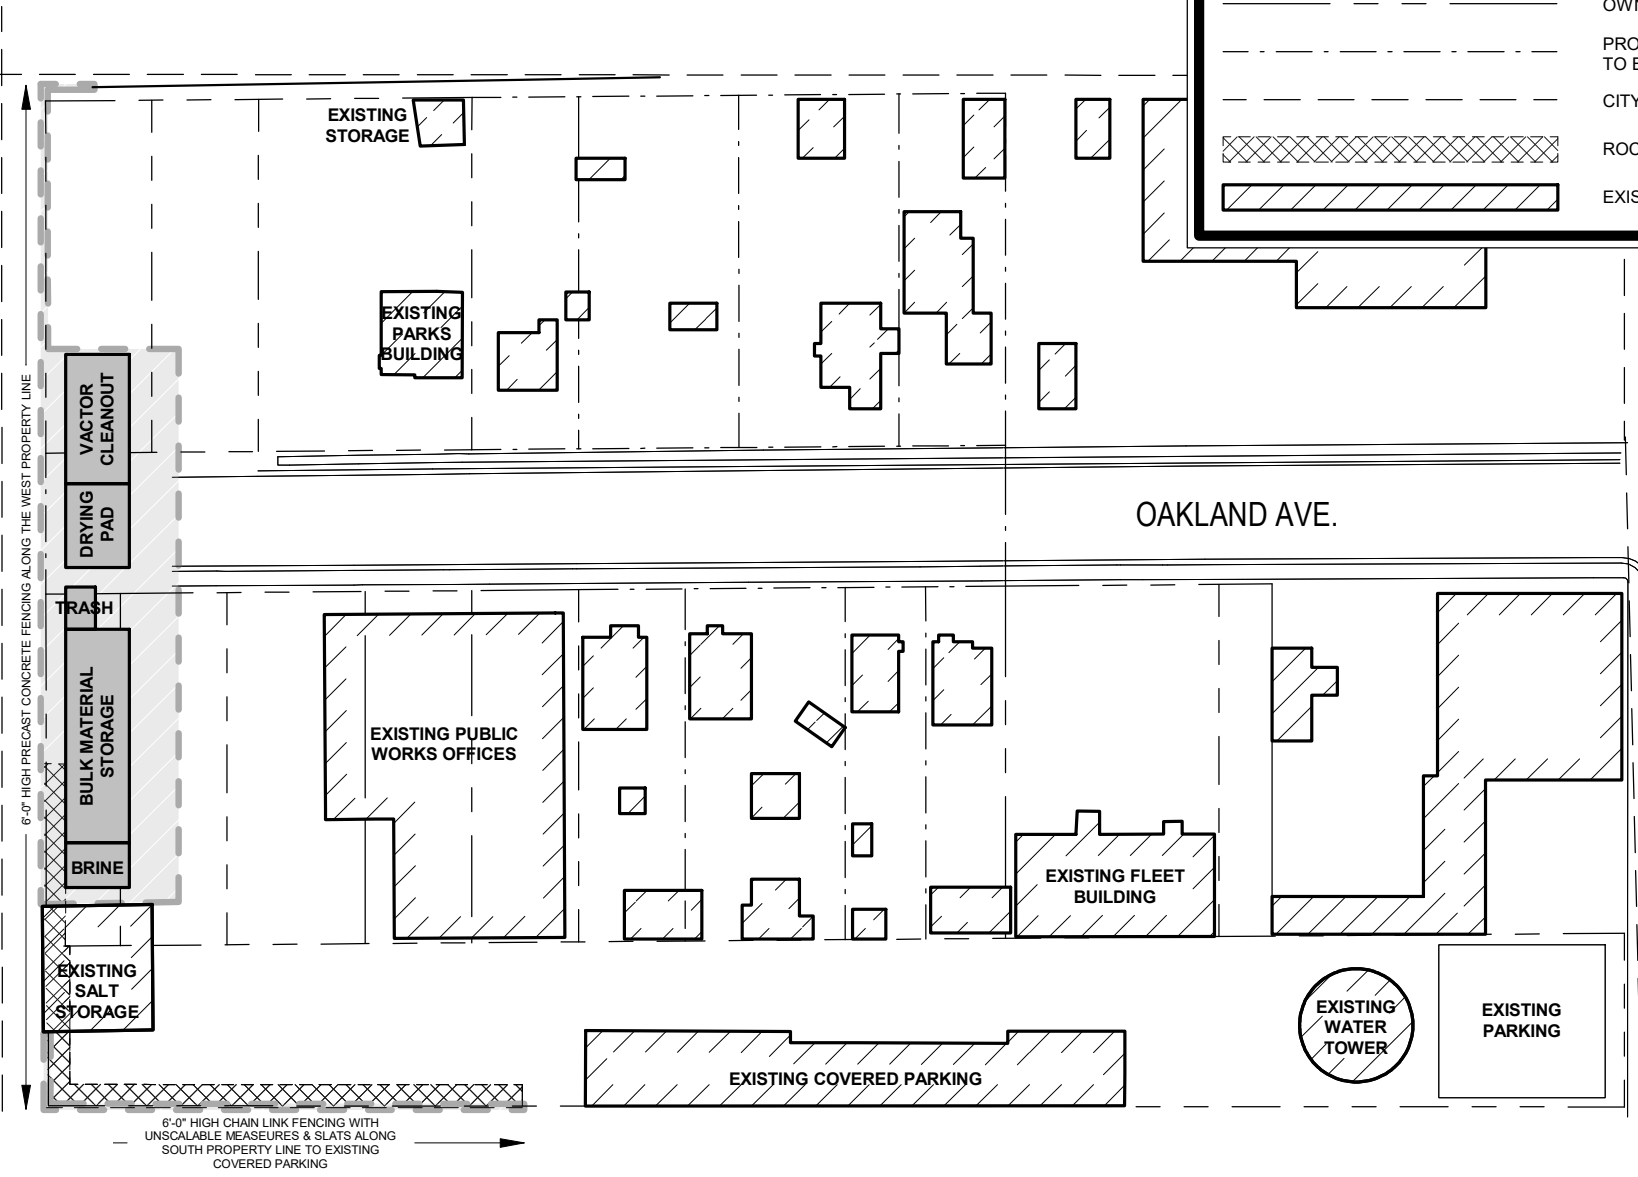 OWN
PRO
TO E
CITY
ROC
EXIS
EXISTING
STORAGE
EXISTING
PARKS
BUILDING
VACTOR
CLEANOUT
DRYING
PAD
OAKLAND AVE.
6'-0" HIGH PRECAST CONCRETE FENCING ALONG THE WEST PROPERTY LINE
TRASH
BULK MATERIAL
STORAGE
BRINE
EXISTING PUBLIC
WORKS OFFICES
EXISTING FLEET
BUILDING
EXISTING
SALT
STORAGE
EXISTING COVERED PARKING
EXISTING
WATER
TOWER
EXISTING
PARKING
6'-0" HIGH CHAIN LINK FENCING WITH
UNSCALABLE MEASURES & SLATS ALONG
SOUTH PROPERTY LINE TO EXISTING
COVERED PARKING